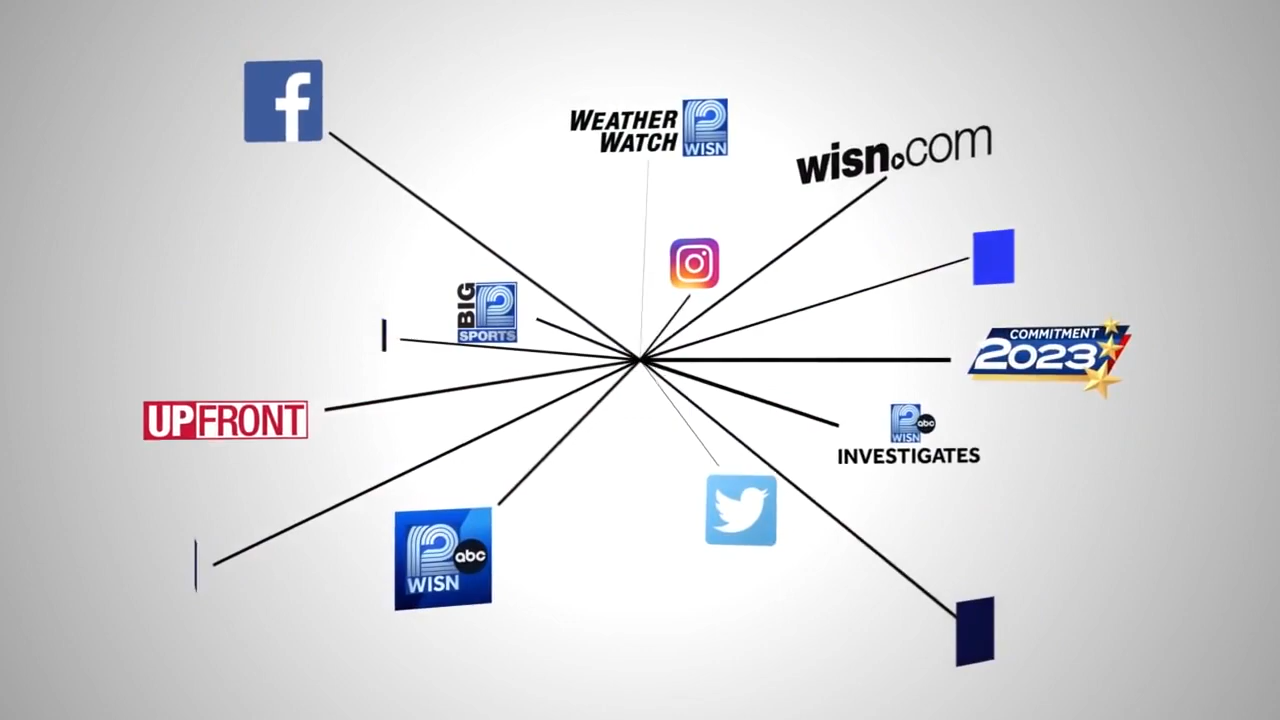 f
WEATHER
WATCH
12
WISN
wisn.com
BIG
12
SPORTS
COMMITMENT
2023
UPFRONT
12
abc
WISN
INVESTIGATES
12
abc
WISN